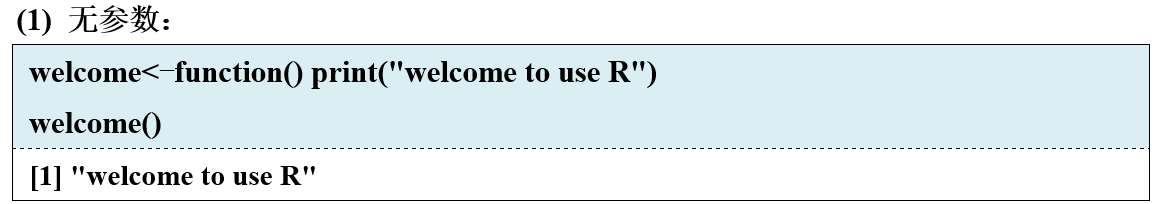 (1) 无参数：
welcome<-function() print("welcome to use R")
welcome()
[1] "welcome to use R"